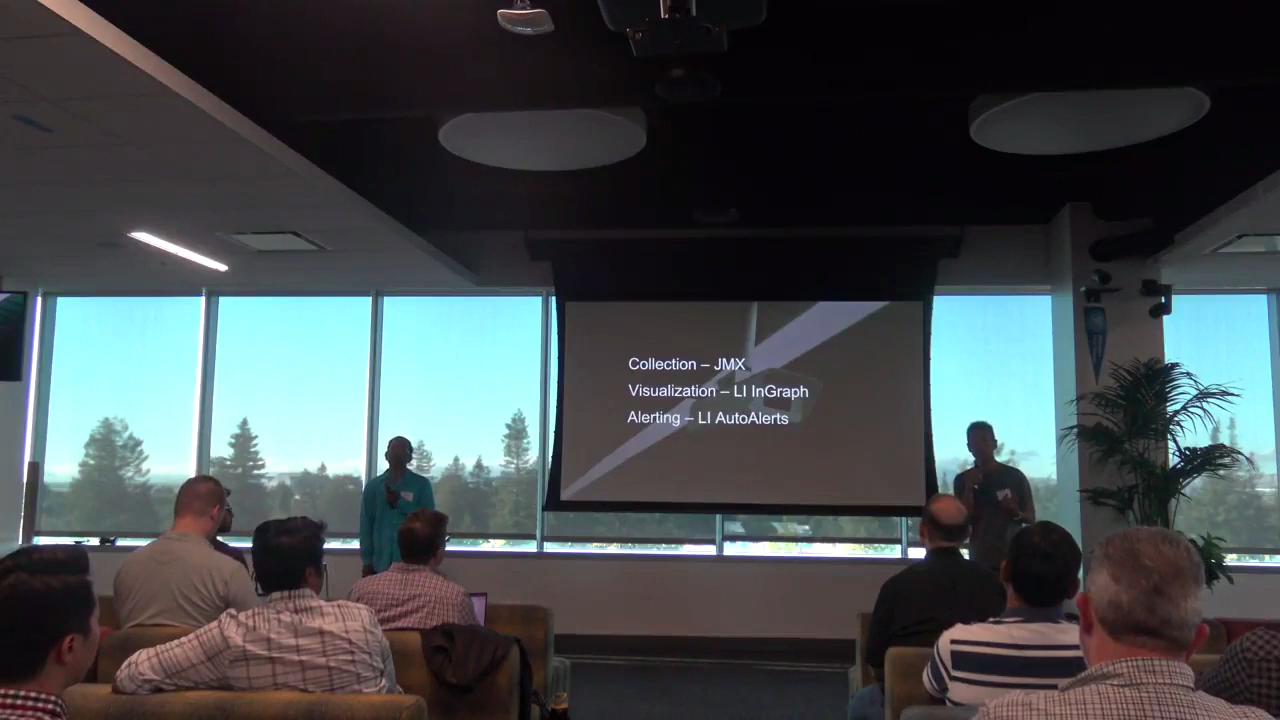 Collection – JMX
Visualization – LI InGraph
Alerting – LI AutoAlerts